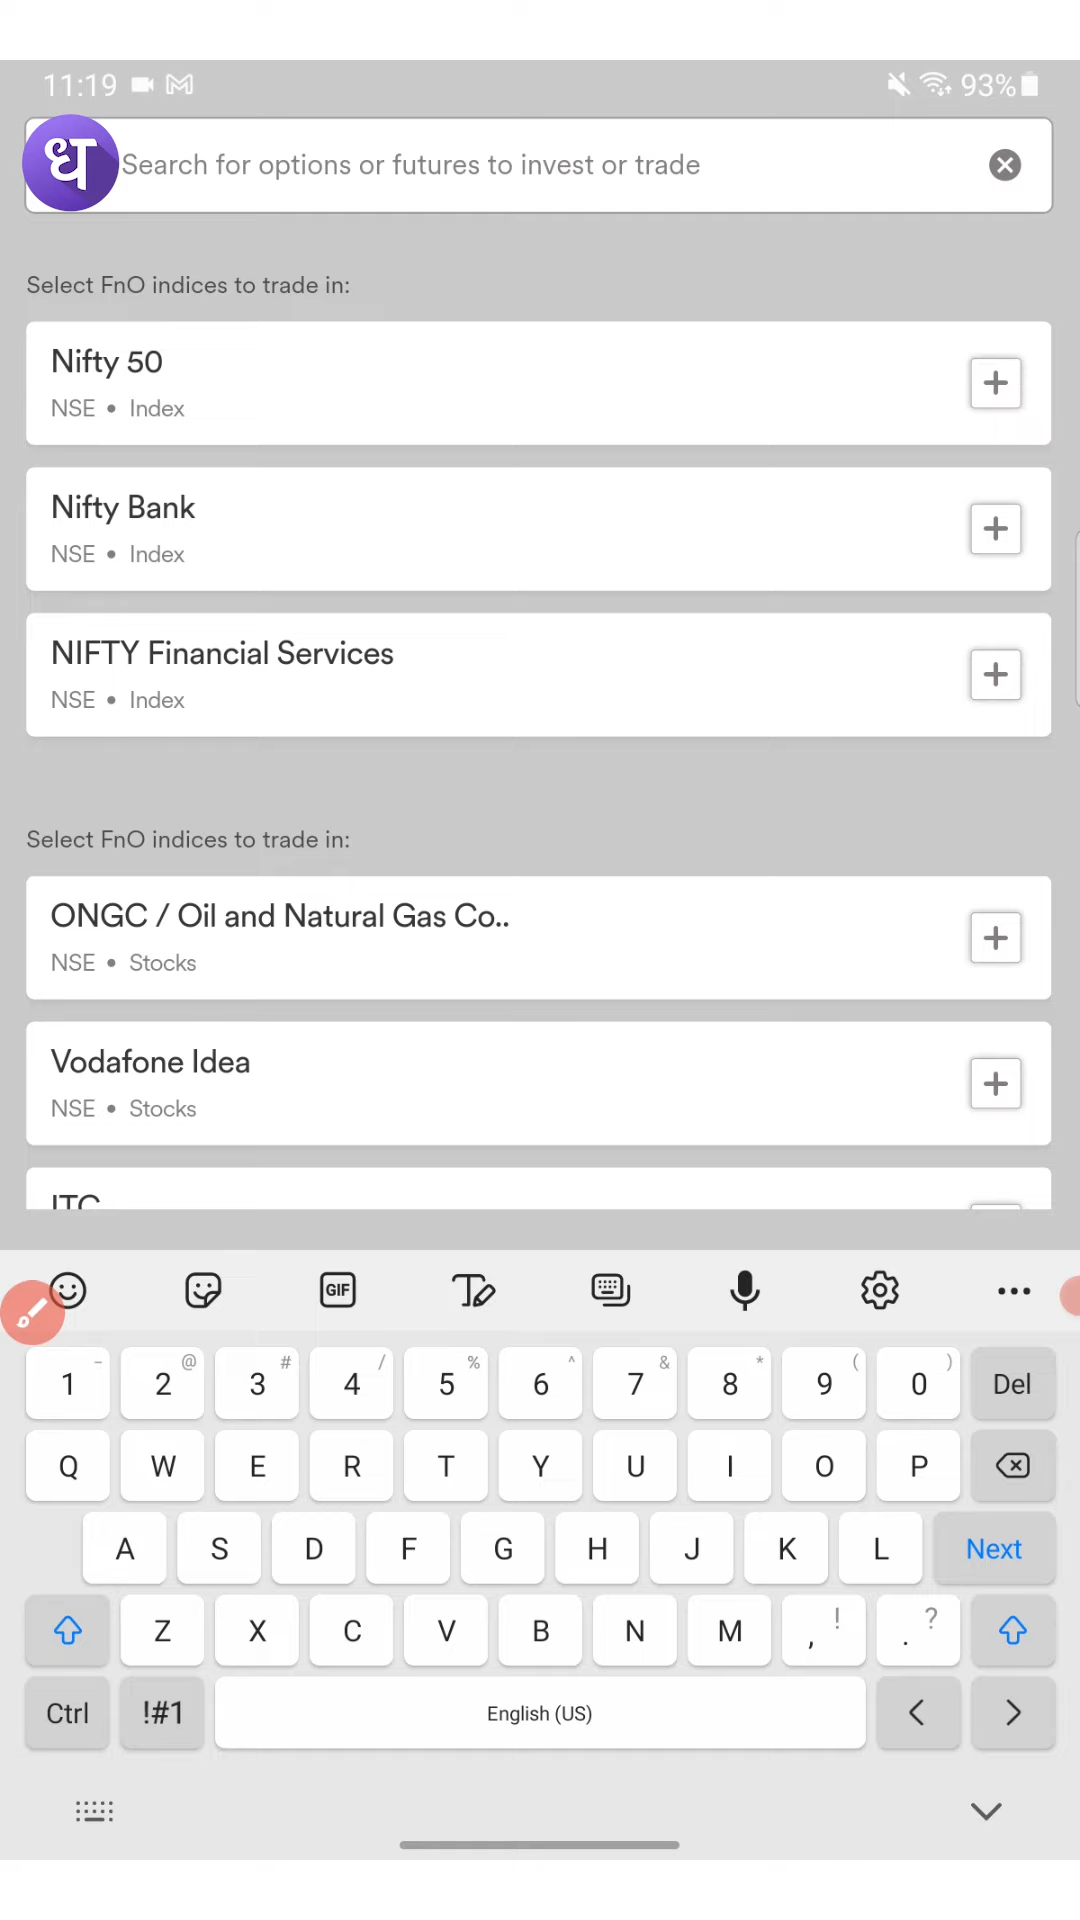 11:19
93%
ध
Search for options or futures to invest or trade
Select FnO indices to trade in:
Nifty 50
NSE • Index
Nifty Bank
NSE • Index
NIFTY Financial Services
NSE • Index
Select FnO indices to trade in:
ONGC / Oil and Natural Gas Co..
NSE • Stocks
Vodafone Idea
NSE • Stocks
ITC
GIF
1 - 2 @ 3 # 4 / 5 % 6 ^ 7 & 8 * 9 ( 0 ) Del
Q W E R T Y U I O P
A S D F G H J K L Next
Z X C V B N M , ! . ?
Ctrl !#1 English (US) < >